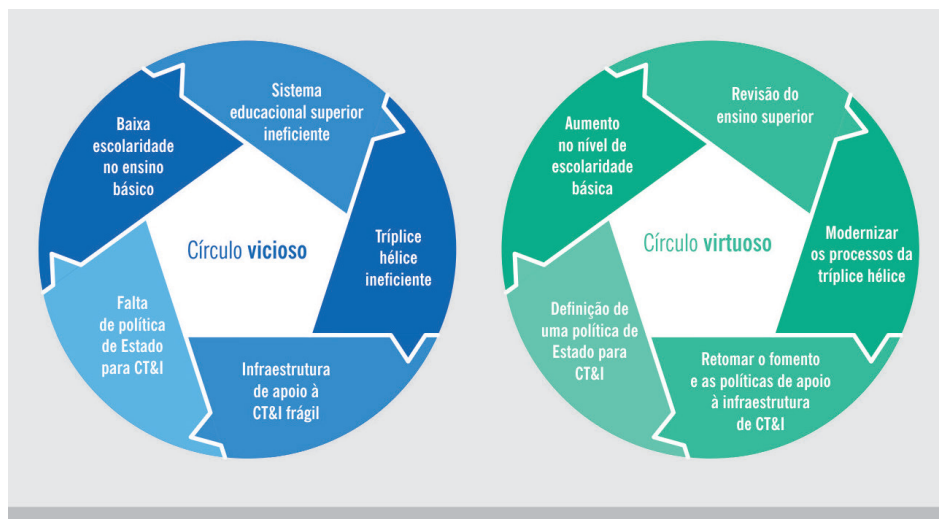 Sistema
educacional superior
ineficiente
Tríplice
hélice
ineficiente
Infraestrutura
de apoio à
CT&I frágil
Falta
de política
de Estado
para CT&I
Baixa
escolaridade
no ensino
básico
Círculo vicioso
Revisão do
ensino superior
Modernizar
os processos da
tríplice hélice
Retomar o fomento
e as políticas de apoio
à infraestrutura
de CT&I
Definição de
uma política de
Estado para
CT&I
Aumento
no nível de
escolaridade
básica
Círculo virtuoso